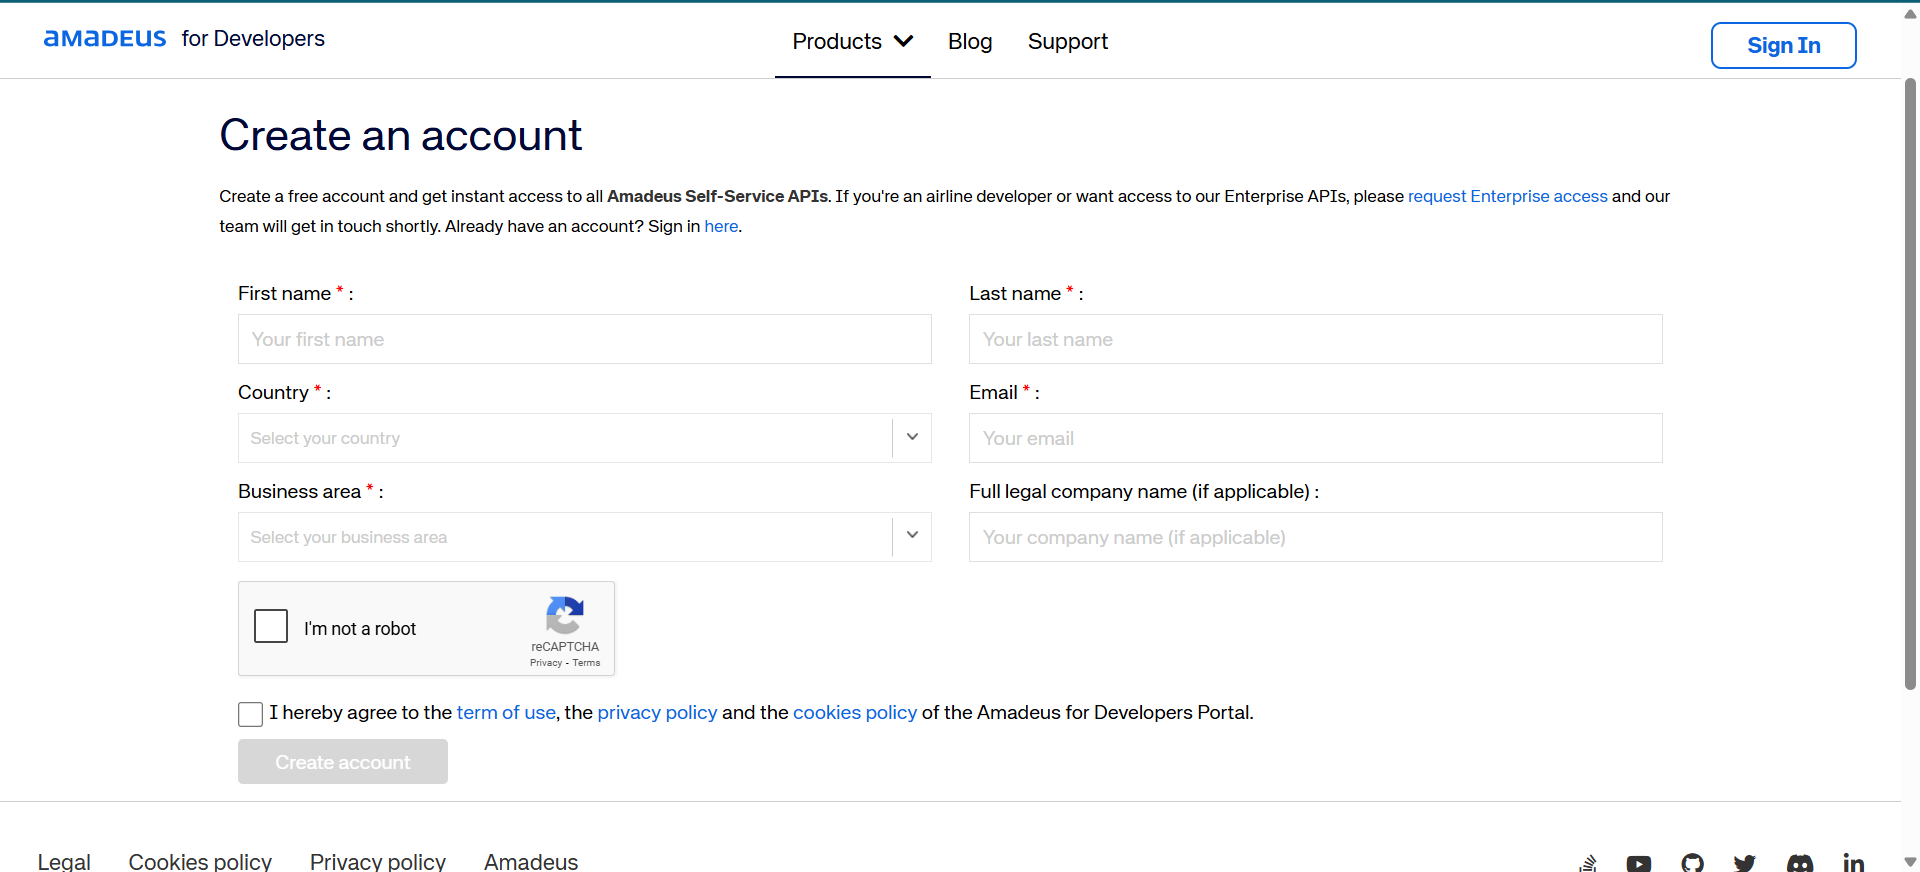 amadeus for Developers
Products
Blog
Support
Sign In
Create an account
Create a free account and get instant access to all Amadeus Self-Service APIs. If you're an airline developer or want access to our Enterprise APIs, please request Enterprise access and our
team will get in touch shortly. Already have an account? Sign in here.
First name * :
Last name * :
Your first name
Your last name
Country * :
Email * :
Select your country
Your email
Business area * :
Full legal company name (if applicable) :
Select your business area
Your company name (if applicable)
I'm not a robot
reCAPTCHA
Privacy - Terms
I hereby agree to the term of use, the privacy policy and the cookies policy of the Amadeus for Developers Portal.
Create account
Legal
Cookies policy
Privacy policy
Amadeus
in